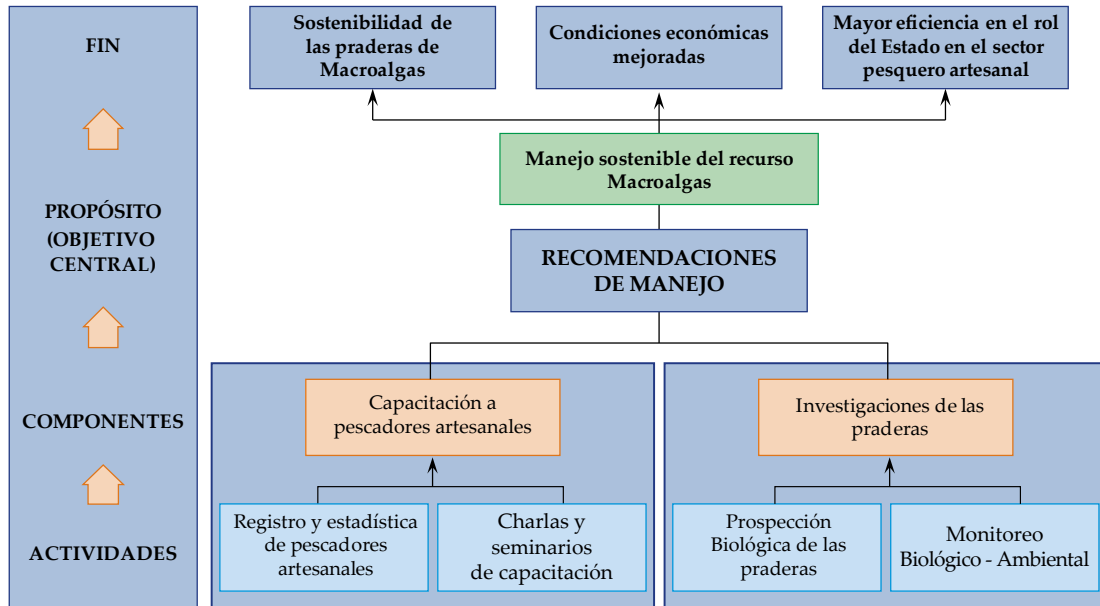 FIN
PROPÓSITO
(OBJETIVO
CENTRAL)
COMPONENTES
ACTIVIDADES
Sostenibilidad de
las praderas de
Macroalgas
Condiciones económicas
mejoradas
Mayor eficiencia en el rol
del Estado en el sector
pesquero artesanal
Manejo sostenible del recurso
Macroalgas
RECOMENDACIONES
DE MANEJO
Capacitación a
pescadores artesanales
Investigaciones de las
praderas
Registro y estadística
de pescadores
artesanales
Charlas y
seminarios
de capacitación
Prospección
Biológica de las
praderas
Monitoreo
Biológico - Ambiental